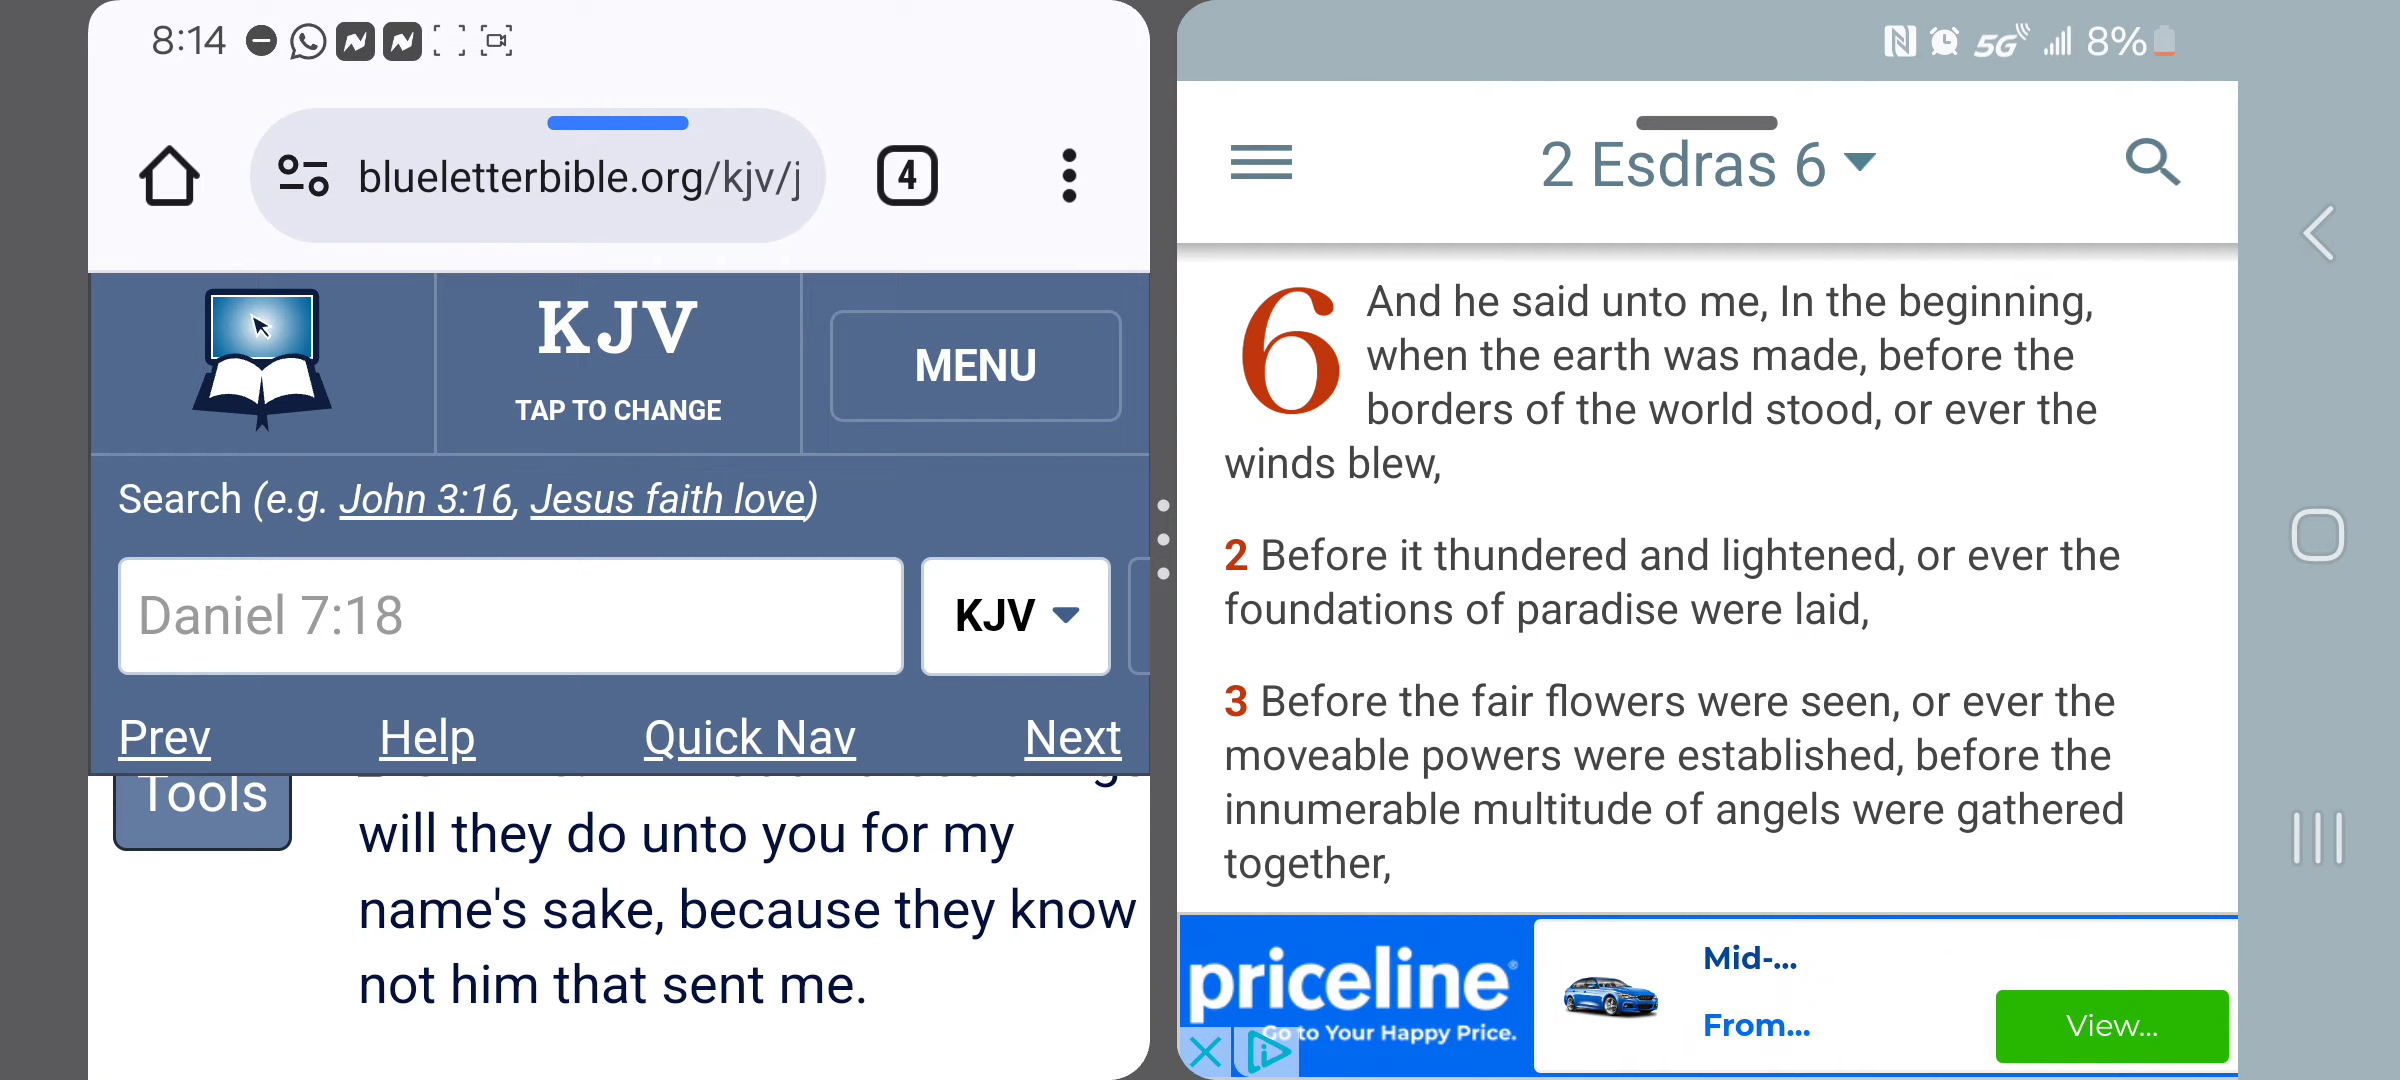 8:14
blueletterbible.org/kjv/j
4
KJV
TAP TO CHANGE
MENU
Search (e.g. John 3:16, Jesus faith love)
Daniel 7:18
KJV
Prev
Help
Quick Nav
Next
Tools
will they do unto you for my
name's sake, because they know
not him that sent me.
5G
8%
2 Esdras 6
6 And he said unto me, In the beginning,
when the earth was made, before the
borders of the world stood, or ever the
winds blew,
2 Before it thundered and lightened, or ever the
foundations of paradise were laid,
3 Before the fair flowers were seen, or ever the
moveable powers were established, before the
innumerable multitude of angels were gathered
together,
priceline
Go to Your Happy Price.
Mid-...
From...
View...